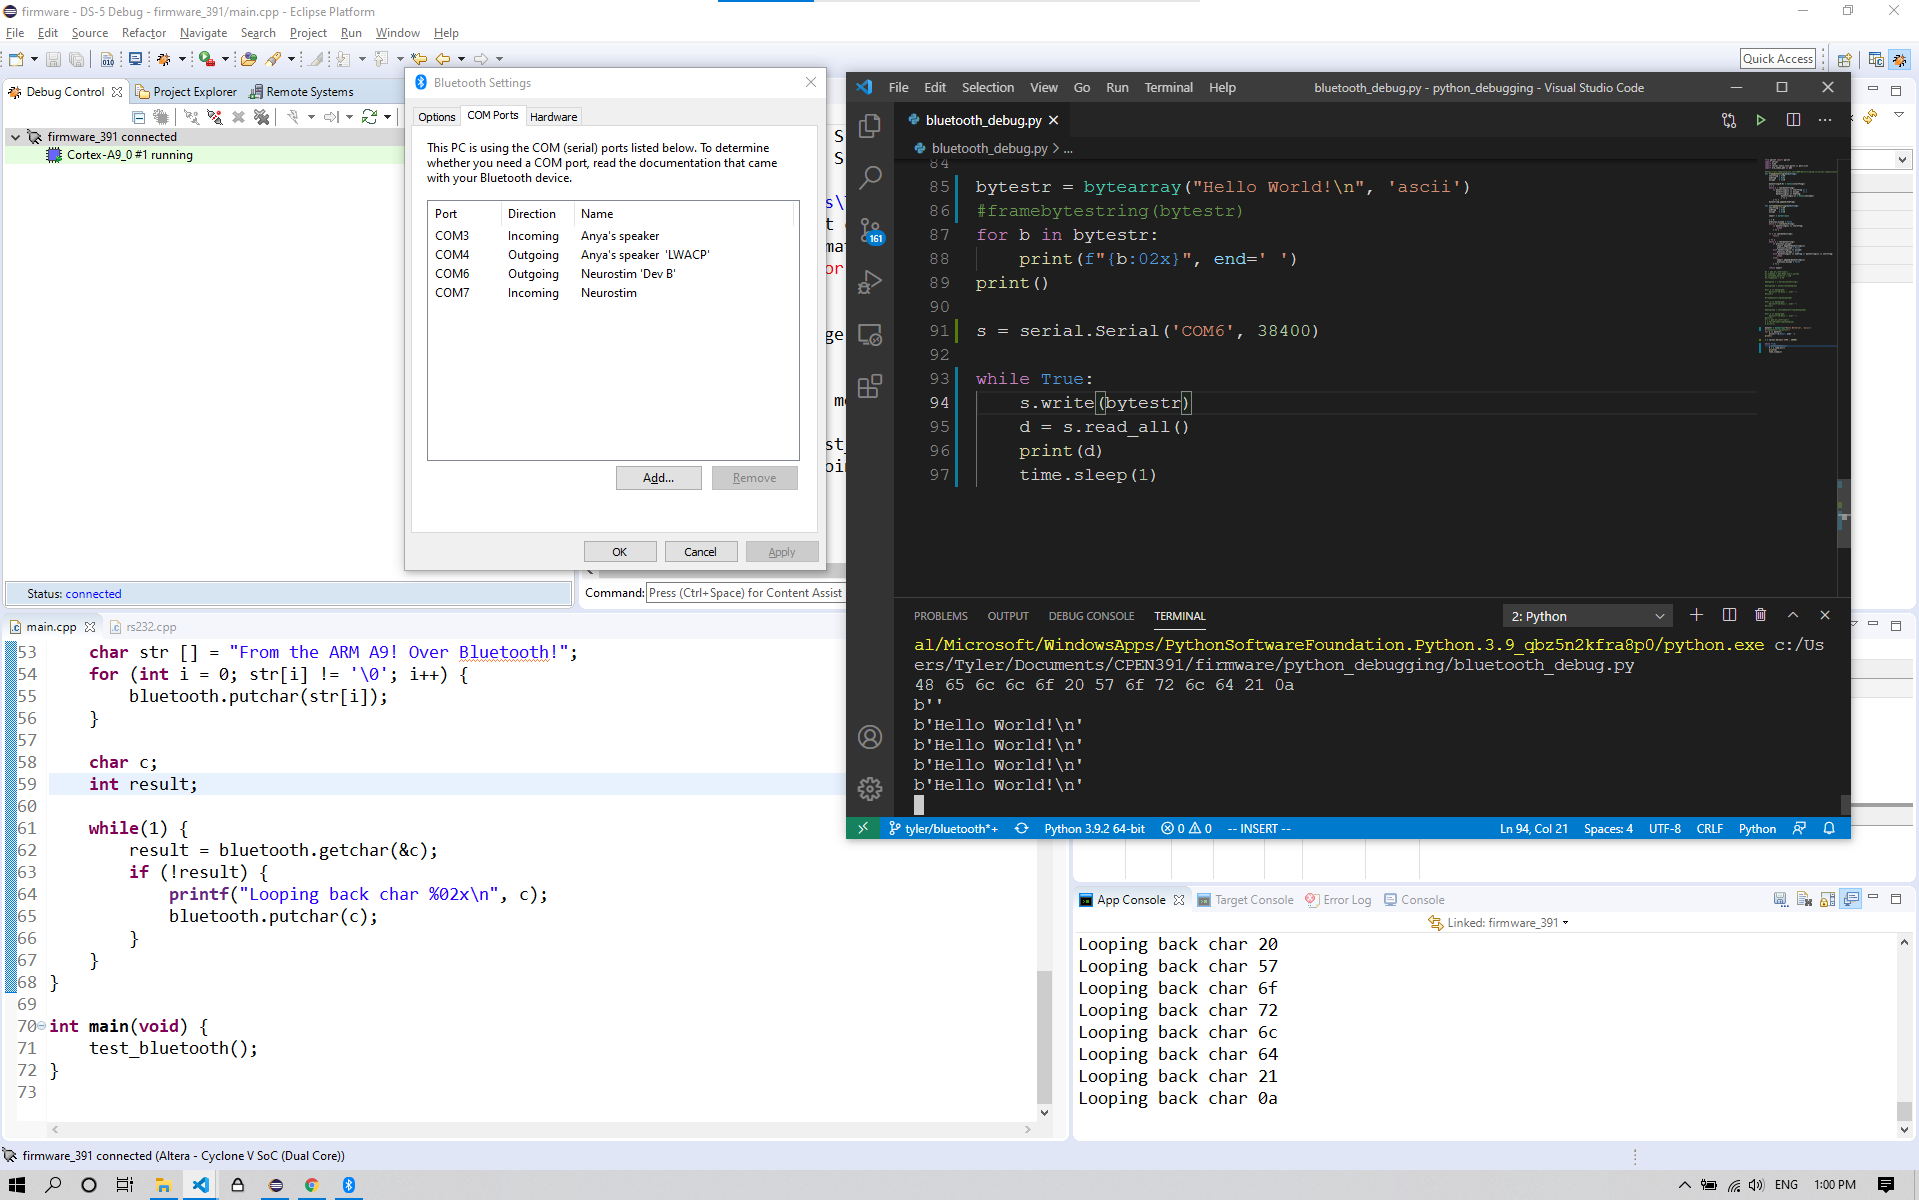 firmware - DS-5 Debug - firmware_391/main.cpp - Eclipse Platform
File Edit Source Refactor Navigate Search Project Run Window Help
Quick Access
Debug Control Project Explorer Remote Systems
firmware_391 connected
Cortex-A9_0 #1 running
Status: connected
Command: Press (Ctrl+Space) for Content Assist
Bluetooth Settings
Options COM Ports Hardware
This PC is using the COM (serial) ports listed below. To determine
whether you need a COM port, read the documentation that came
with your Bluetooth device.
Port Direction Name
COM3 Incoming Anya's speaker
COM4 Outgoing Anya's speaker 'LWACP'
COM6 Outgoing Neurostim 'Dev B'
COM7 Incoming Neurostim
Add... Remove
OK Cancel Apply
File Edit Selection View Go Run Terminal Help
bluetooth_debug.py - python_debugging - Visual Studio Code
bluetooth_debug.py
bluetooth_debug.py > ...
161
84
85 bytestr = bytearray("Hello World!\n", 'ascii')
86 #framebytestring(bytestr)
87 for b in bytestr:
88     print(f"{b:02x}", end=' ')
89 print()
90
91 s = serial.Serial('COM6', 38400)
92
93 while True:
94     s.write(bytestr)
95     d = s.read_all()
96     print(d)
97     time.sleep(1)
PROBLEMS OUTPUT DEBUG CONSOLE TERMINAL 2: Python
al/Microsoft/WindowsApps/PythonSoftwareFoundation.Python.3.9_qbz5n2kfra8p0/python.exe c:/Us
ers/Tyler/Documents/CPEN391/firmware/python_debugging/bluetooth_debug.py
48 65 6c 6c 6f 20 57 6f 72 6c 64 21 0a
b''
b'Hello World!\n'
b'Hello World!\n'
b'Hello World!\n'
b'Hello World!\n'
tyler/bluetooth*+ Python 3.9.2 64-bit 0 0 -- INSERT -- Ln 94, Col 21 Spaces: 4 UTF-8 CRLF Python
main.cpp rs232.cpp
53     char str [] = "From the ARM A9! Over Bluetooth!";
54     for (int i = 0; str[i] != '\0'; i++) {
55         bluetooth.putchar(str[i]);
56     }
57
58     char c;
59     int result;
60
61     while(1) {
62         result = bluetooth.getchar(&c);
63         if (!result) {
64             printf("Looping back char %02x\n", c);
65             bluetooth.putchar(c);
66         }
67     }
68 }
69
70 int main(void) {
71     test_bluetooth();
72 }
73
App Console Target Console Error Log Console
Linked: firmware_391
Looping back char 20
Looping back char 57
Looping back char 6f
Looping back char 72
Looping back char 6c
Looping back char 64
Looping back char 21
Looping back char 0a
firmware_391 connected (Altera - Cyclone V SoC (Dual Core))
ENG 1:00 PM